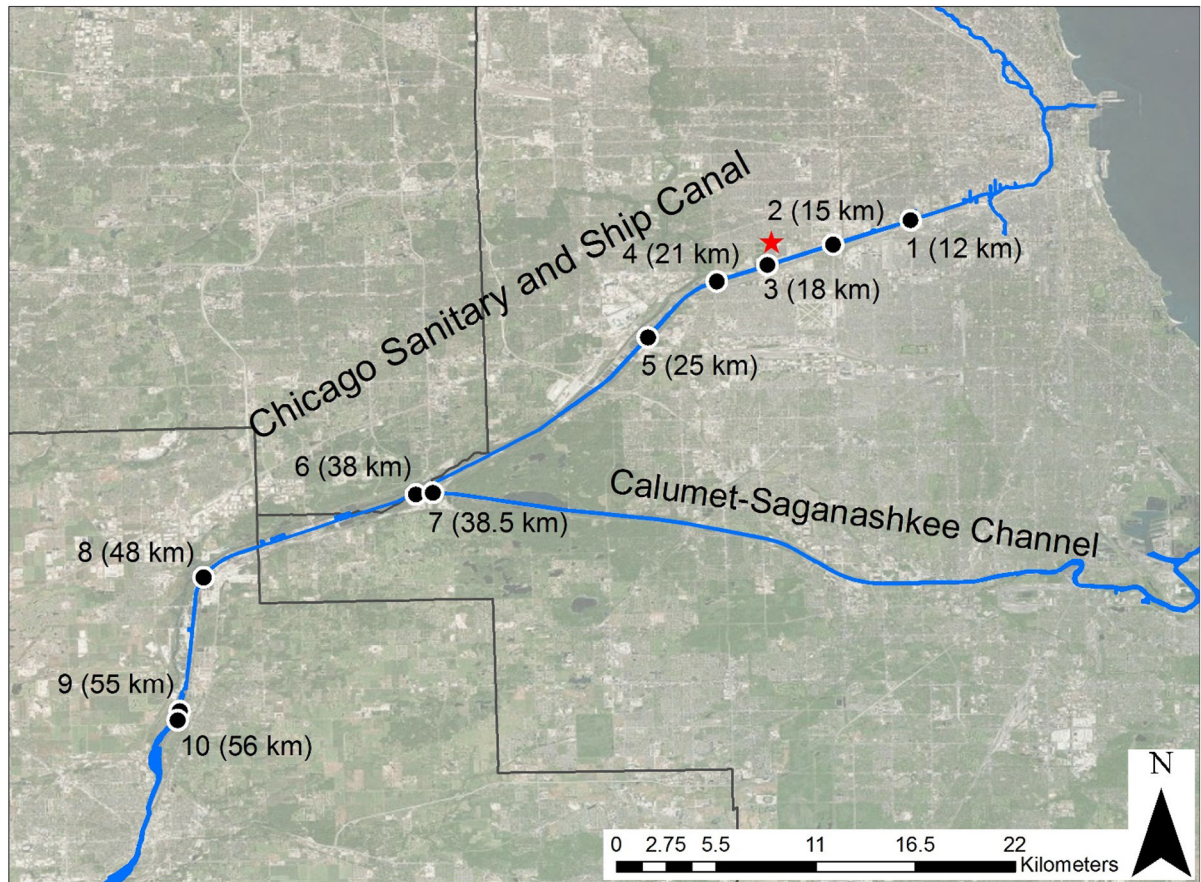 Chicago Sanitary and Ship Canal
2 (15 km)
1 (12 km)
4 (21 km)
3 (18 km)
5 (25 km)
6 (38 km)
7 (38.5 km)
Calumet-Saganashkee Channel
8 (48 km)
9 (55 km)
10 (56 km)
N
0 2.75 5.5 11 16.5 22
Kilometers